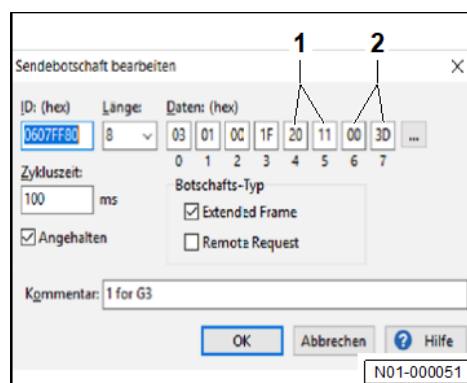 1 2
Sendebotschaft bearbeiten
ID: (hex) Länge: Daten: (hex)
0607FF80 8 03 01 00 1F 20 11 00 3D ...
0 1 2 3 4 5 6 7
Zykluszeit:
100 ms
Botschafts-Typ
Extended Frame
Angehalten
Remote Request
Kommentar: 1 for G3
OK Abbrechen ? Hilfe
N01-000051